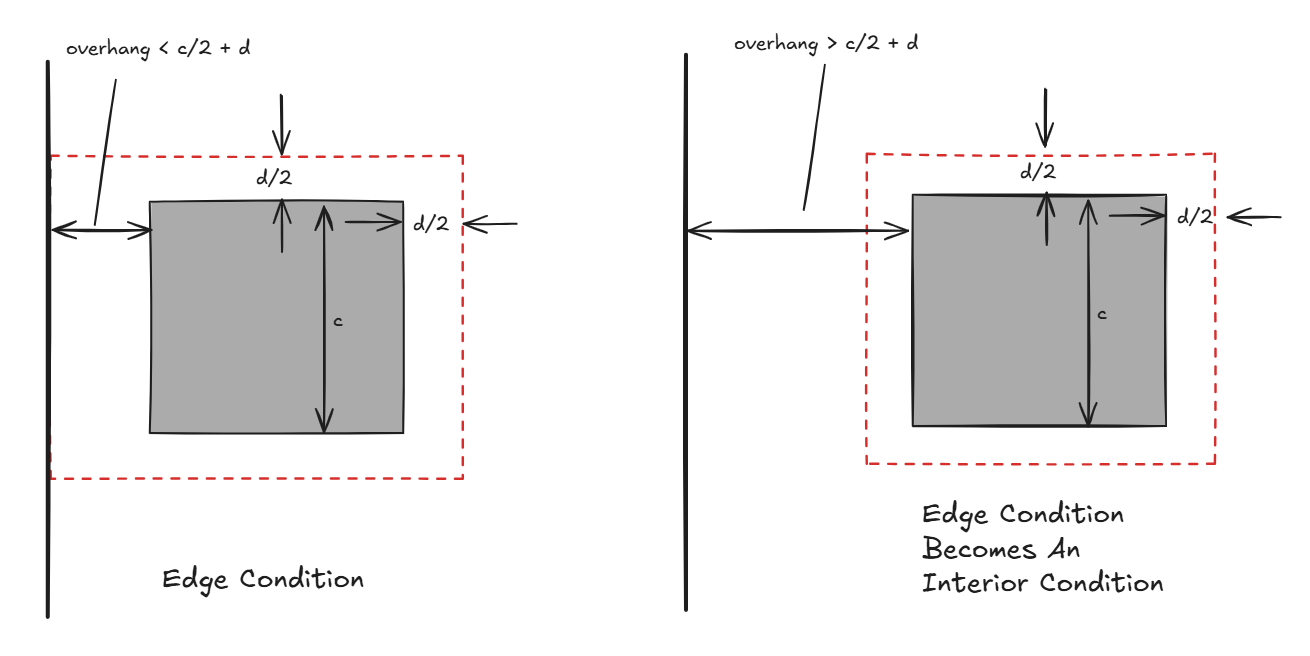 overhang < c/2 + d
d/2
d/2
c
Edge Condition
overhang > c/2 + d
d/2
d/2
c
Edge Condition
Becomes An
Interior Condition